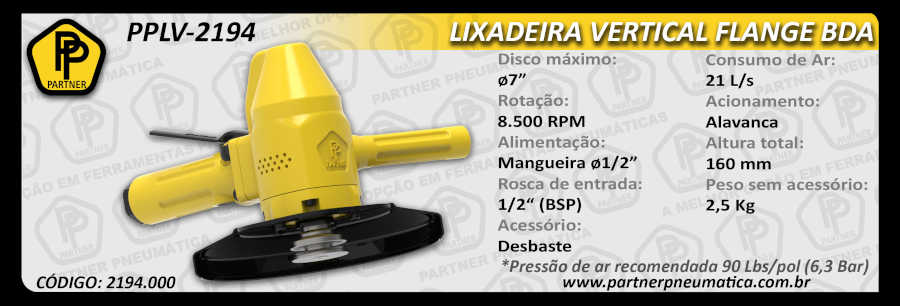 PPLV-2194
LIXADEIRA VERTICAL FLANGE BDA
PP
PARTNER
Disco máximo:
ø7”
Rotação:
8.500 RPM
Alimentação:
Mangueira ø1/2”
Rosca de entrada:
1/2“ (BSP)
Acessório:
Desbaste
Consumo de Ar:
21 L/s
Acionamento:
Alavanca
Altura total:
160 mm
Peso sem acessório:
2,5 Kg
*Pressão de ar recomendada 90 Lbs/pol (6,3 Bar)
CÓDIGO: 2194.000
www.partnerpneumatica.com.br